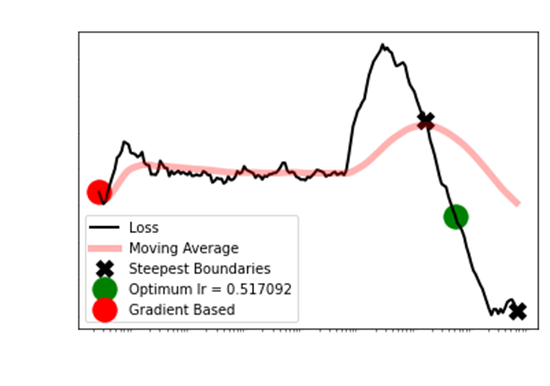 Loss
Moving Average
Steepest Boundaries
Optimum lr = 0.517092
Gradient Based